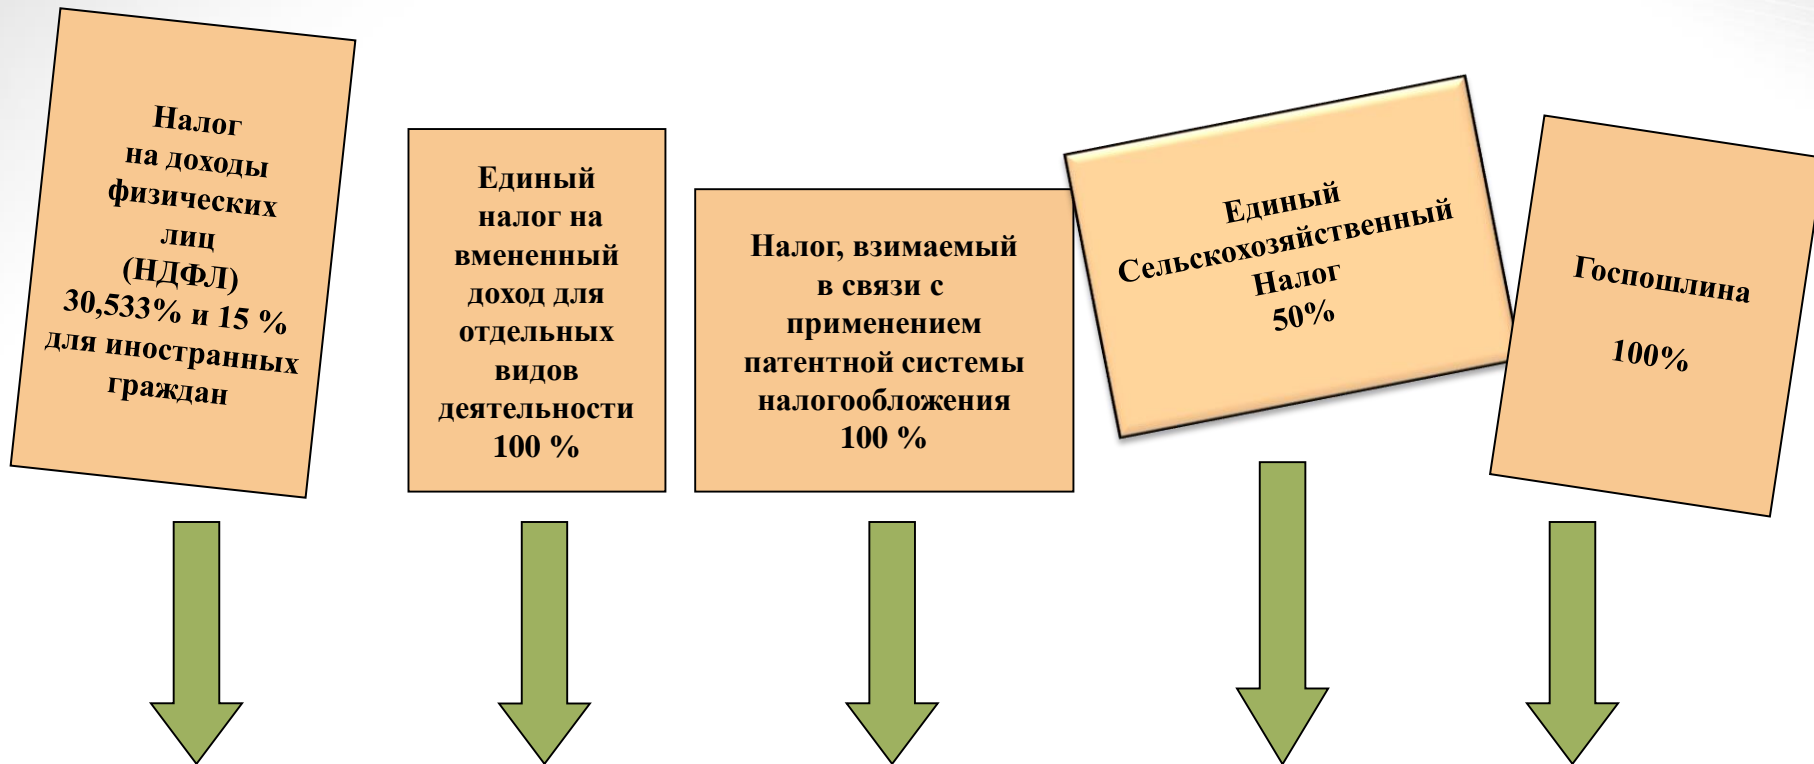 Налог
на доходы
физических
лиц
(НДФЛ)
30,533% и 15 %
для иностранных
граждан
Единый
налог на
вмененный
доход для
отдельных
видов
деятельности
100 %
Налог, взимаемый
в связи с
применением
патентной системы
налогообложения
100 %
Единый
Сельскохозяйственный
Налог
50%
Госпошлина
100%